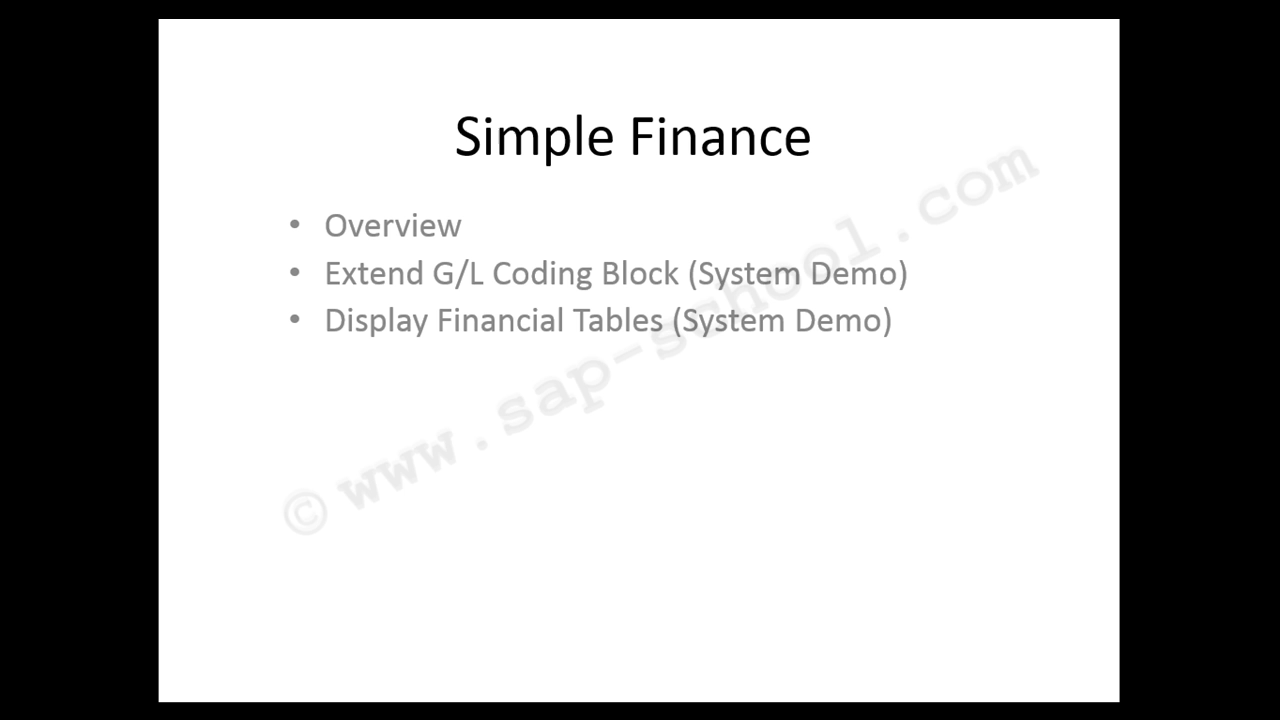 Simple Finance
• Overview
• Extend G/L Coding Block (System Demo)
• Display Financial Tables (System Demo)
© www.sap-school.com